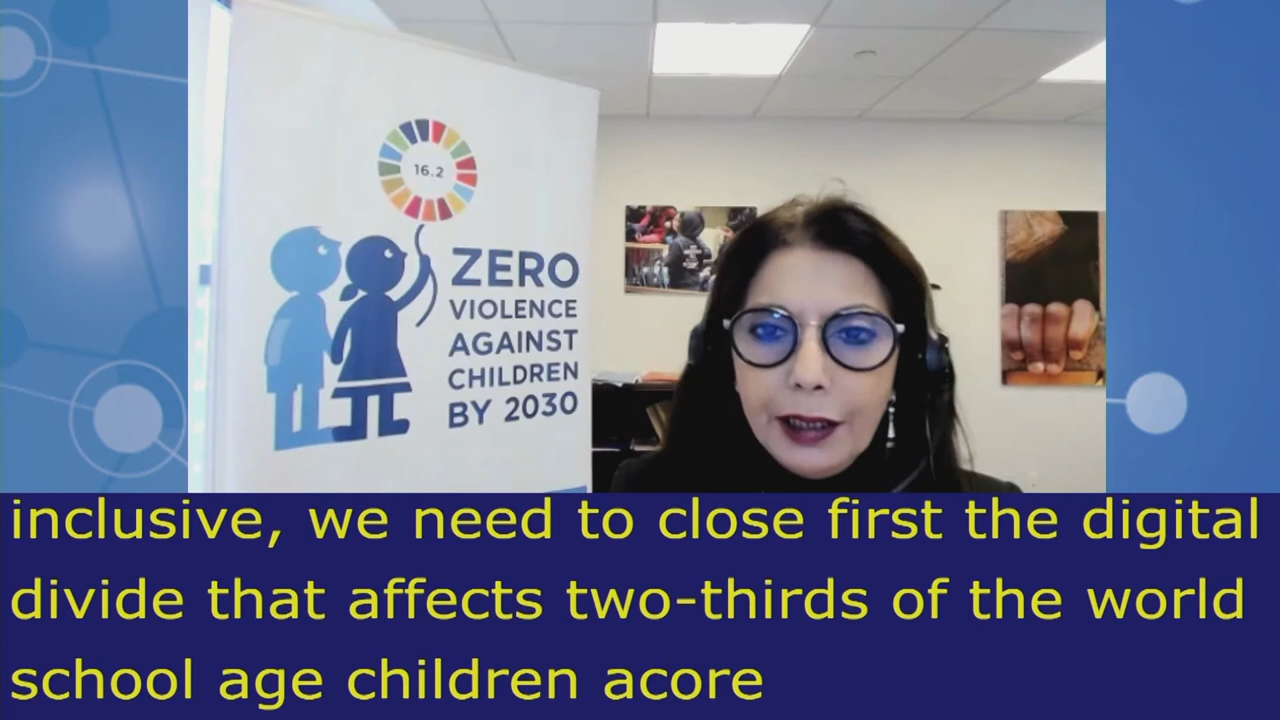 16.2
ZERO
VIOLENCE
AGAINST
CHILDREN
BY 2030
inclusive, we need to close first the digital
divide that affects two-thirds of the world
school age children acore